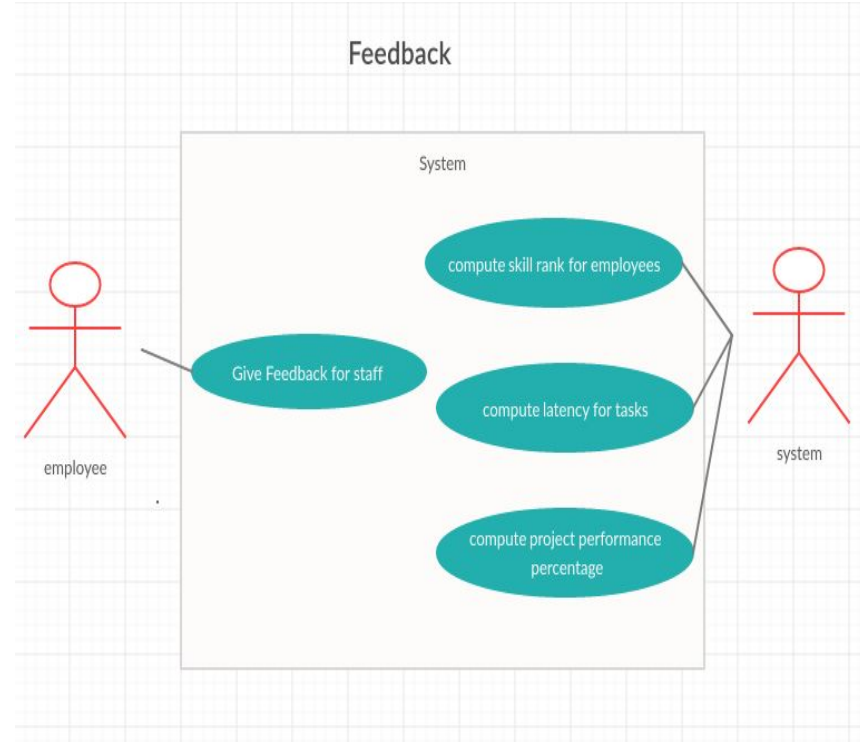 Feedback
System
compute skill rank for employees
Give Feedback for staff
compute latency for tasks
employee
system
compute project performance
percentage